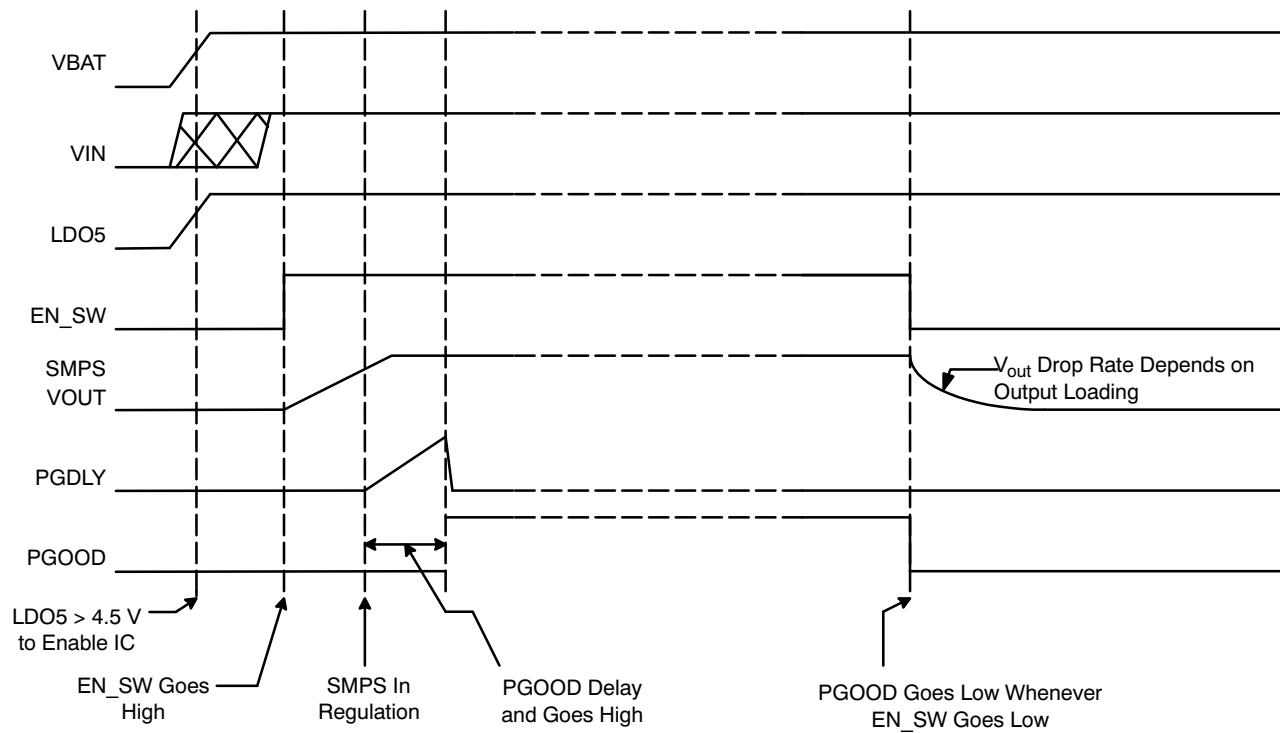 VBAT
VIN
LDO5
EN_SW
SMPS
VOUT
Vout Drop Rate Depends on
Output Loading
PGDLY
PGOOD
LDO5 > 4.5 V
to Enable IC
EN_SW Goes
High
SMPS In
Regulation
PGOOD Delay
and Goes High
PGOOD Goes Low Whenever
EN_SW Goes Low